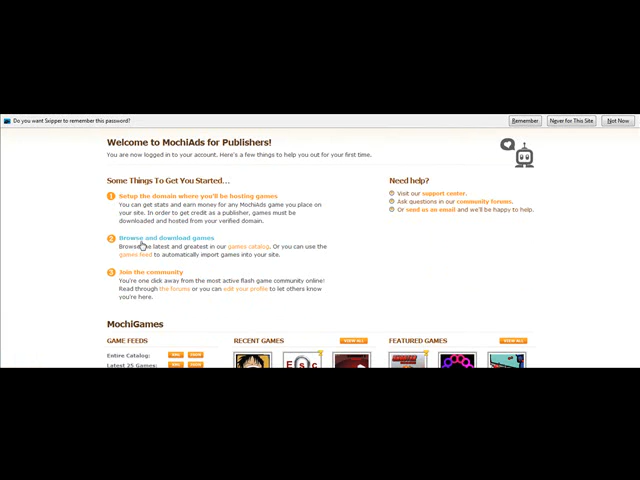 Do you want Sxipper to remember this password?
Remember
Never for This Site
Not Now
Welcome to MochiAds for Publishers!
You are now logged in to your account. Here's a few things to help you out for your first time.
Some Things To Get You Started...
1 Setup the domain where you'll be hosting games
You can get stats and earn money for any MochiAds game you place on
your site. In order to get credit as a publisher, games must be
downloaded and hosted from your verified domain.
2 Browse and download games
Browse the latest and greatest in our games catalog. Or you can use the
games feed to automatically import games into your site.
3 Join the community
You're one click away from the most active flash game community online!
Read through the forums or you can edit your profile to let others know
you're here.
Need help?
Visit our support center.
Ask questions in our community forums.
Or send us an email and we'll be happy to help.
MochiGames
GAME FEEDS
Entire Catalog:
Latest 25 Games:
RECENT GAMES
VIEW ALL
Esc
FEATURED GAMES
VIEW ALL